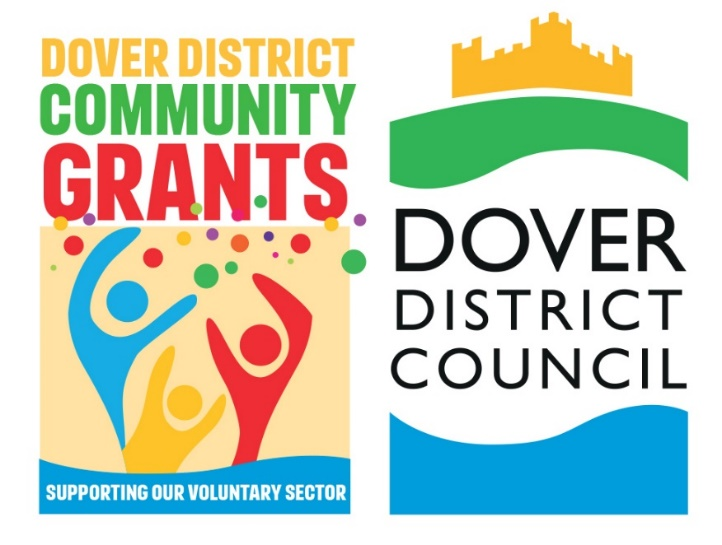 DOVER DISTRICT
COMMUNITY
GRANTS
SUPPORTING OUR VOLUNTARY SECTOR
DOVER
DISTRICT
COUNCIL